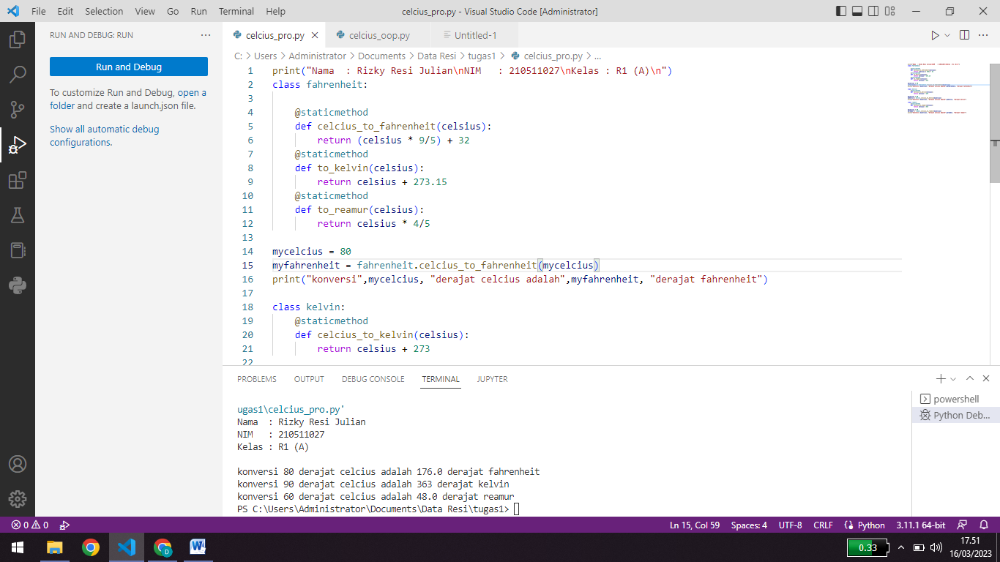 File Edit Selection View Go Run Terminal Help
celcius_pro.py - Visual Studio Code [Administrator]
RUN AND DEBUG: RUN
Run and Debug
To customize Run and Debug, open a
folder and create a launch.json file.
Show all automatic debug
configurations.
celcius_pro.py celcius_oop.py Untitled-1
C: > Users > Administrator > Documents > Data Resi > tugas1 > celcius_pro.py > ...
1 print("Nama  : Rizky Resi Julian\nNIM   : 210511027\nKelas : R1 (A)\n")
2 class fahrenheit:
3
4     @staticmethod
5     def celcius_to_fahrenheit(celsius):
6         return (celsius * 9/5) + 32
7     @staticmethod
8     def to_kelvin(celsius):
9         return celsius + 273.15
10     @staticmethod
11     def to_reamur(celsius):
12         return celsius * 4/5
13
14 mycelcius = 80
15 myfahrenheit = fahrenheit.celcius_to_fahrenheit(mycelcius)
16 print("konversi",mycelcius, "derajat celcius adalah",myfahrenheit, "derajat fahrenheit")
17
18 class kelvin:
19     @staticmethod
20     def celcius_to_kelvin(celsius):
21         return celsius + 273
22
PROBLEMS OUTPUT DEBUG CONSOLE TERMINAL JUPYTER
ugas1\celcius_pro.py'
Nama  : Rizky Resi Julian
NIM   : 210511027
Kelas : R1 (A)
konversi 80 derajat celcius adalah 176.0 derajat fahrenheit
konversi 90 derajat celcius adalah 363 derajat kelvin
konversi 60 derajat celcius adalah 48.0 derajat reamur
PS C:\Users\Administrator\Documents\Data Resi\tugas1>
powershell
Python Deb...
0 0
Ln 15, Col 59 Spaces: 4 UTF-8 CRLF Python 3.11.1 64-bit
D
W
0.33
17.51
16/03/2023